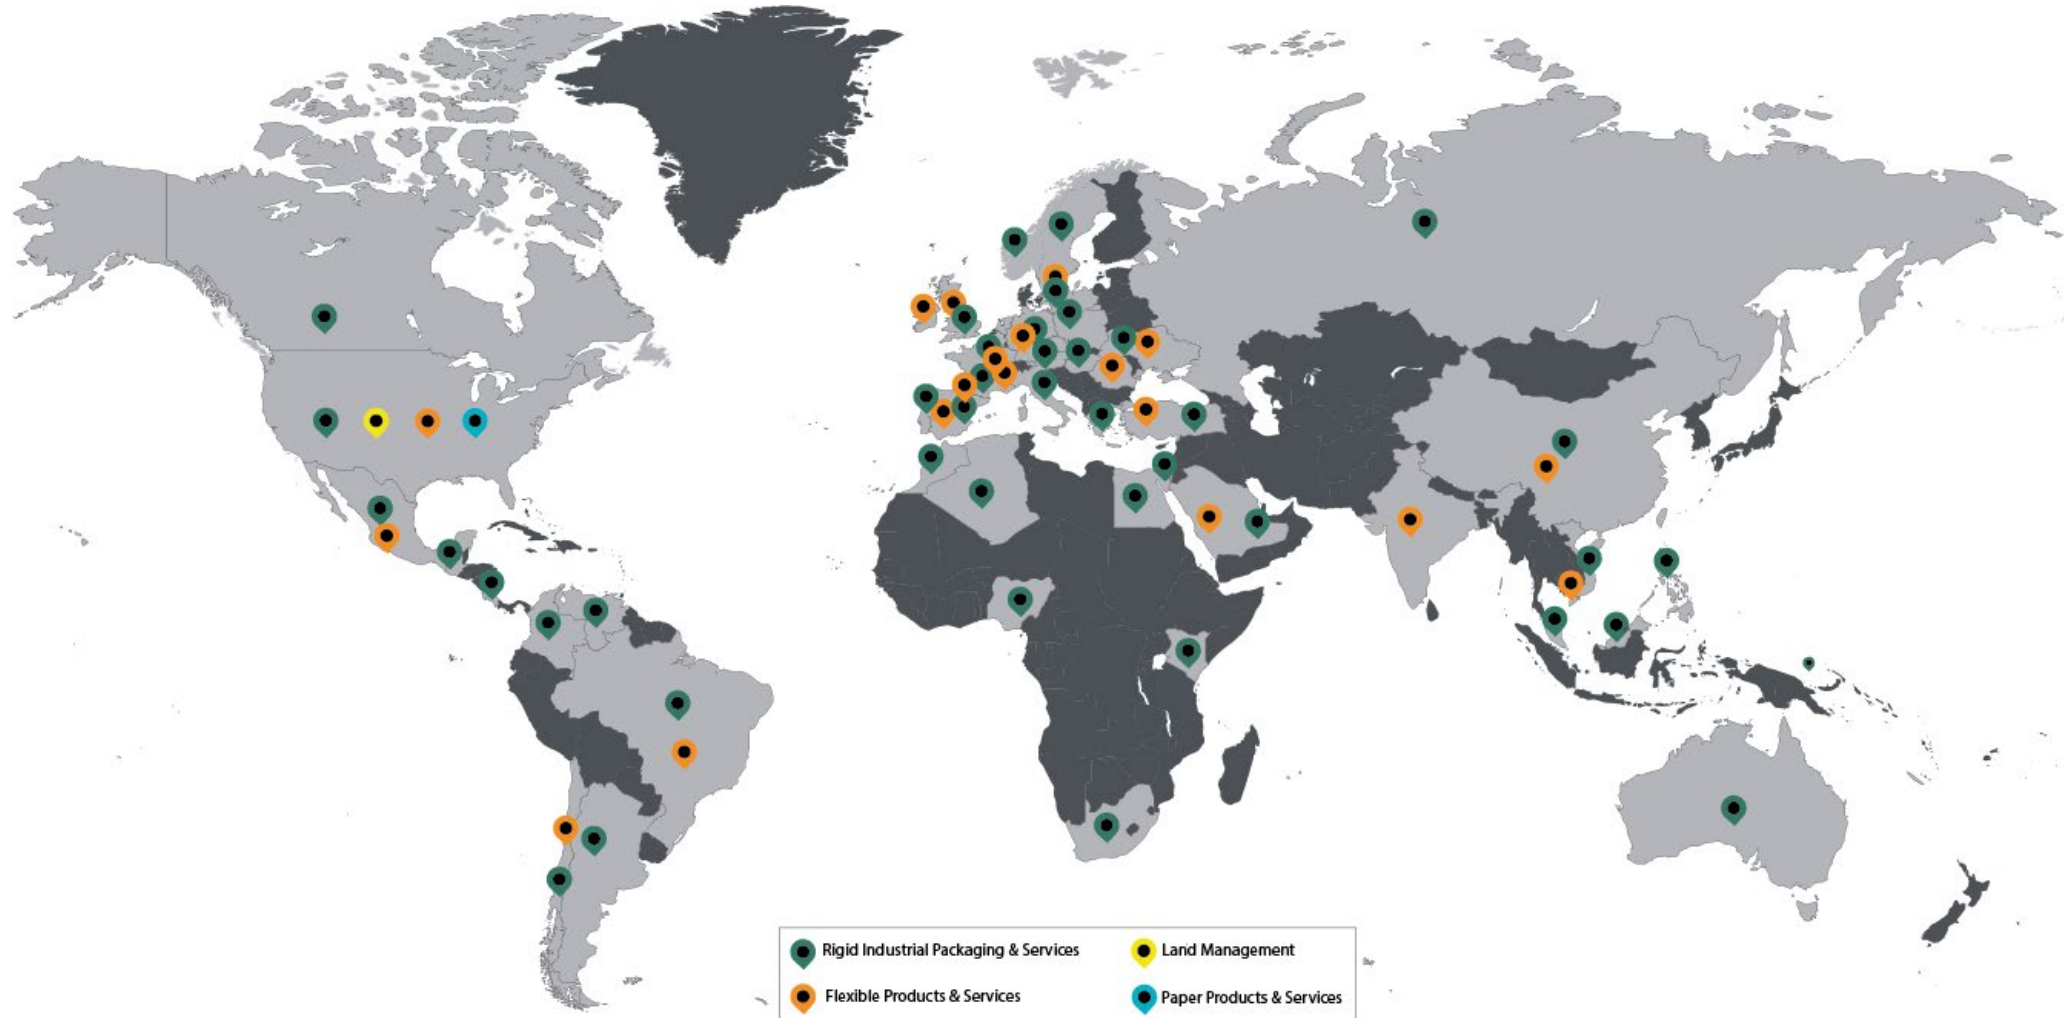 Rigid Industrial Packaging & Services
Land Management
Flexible Products & Services
Paper Products & Services